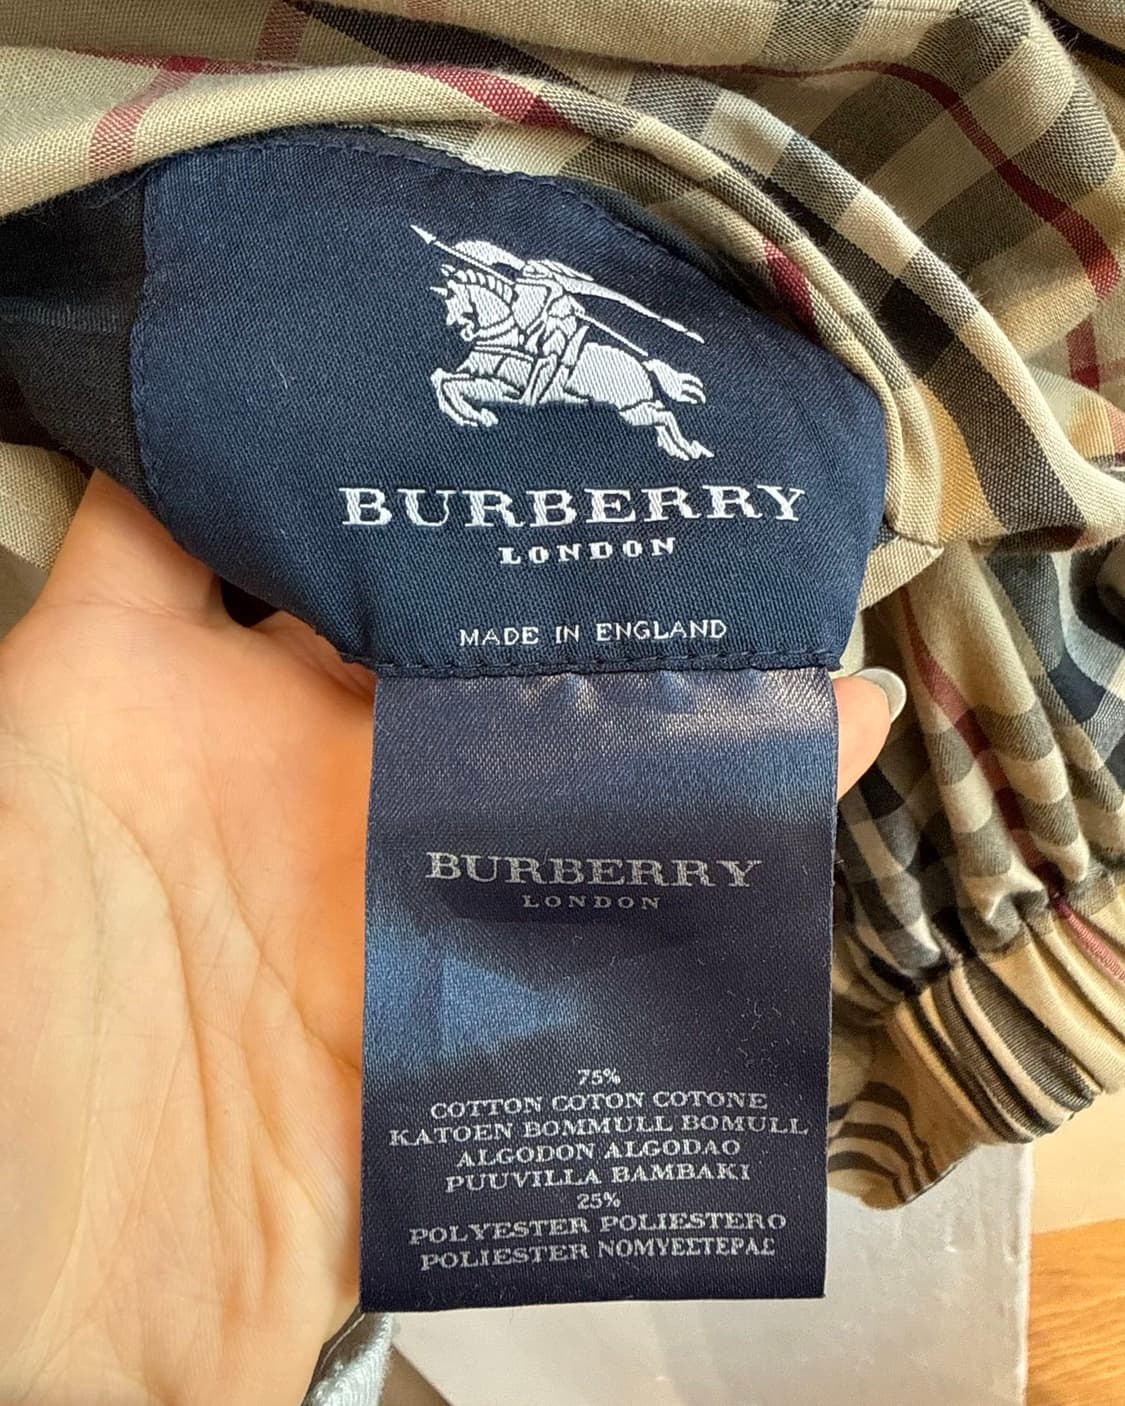 BURBERRY
LONDON
MADE IN ENGLAND
BURBERRY
LONDON
75%
COTTON COTON COTONE
KATOEN BOMMULL BOMULL
ALGODON ALGODAO
PUUVILLA BAMBAKI
25%
POLYESTER POLIESTERO
POLIESTER ΝΟΜΥΕΣΤΕΡΑΣ